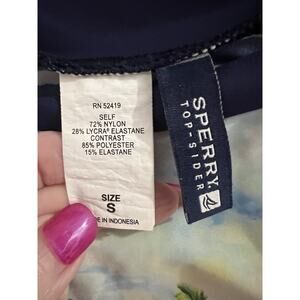 RN 52419
SELF
72% NYLON
28% LYCRA® ELASTANE
CONTRAST
85% POLYESTER
15% ELASTANE
SIZE
S
DE IN INDONESIA
SPERRY
TOP-SIDER